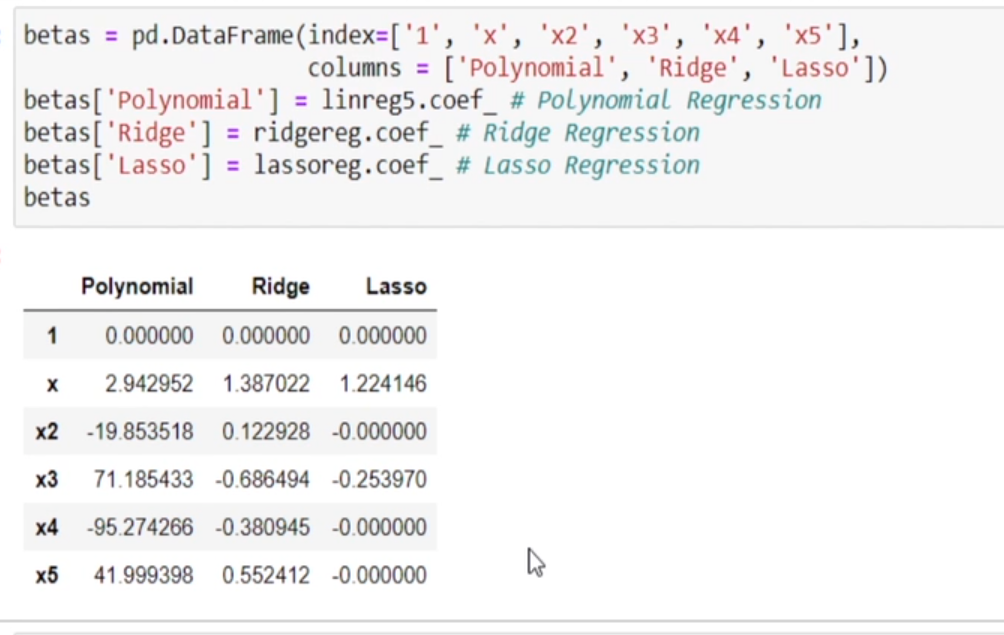 betas = pd.DataFrame(index=['1', 'x', 'x2', 'x3', 'x4', 'x5'],
columns = ['Polynomial', 'Ridge', 'Lasso'])
betas['Polynomial'] = linreg5.coef_ # Polynomial Regression
betas['Ridge'] = ridgereg.coef_ # Ridge Regression
betas['Lasso'] = lassoreg.coef_ # Lasso Regression
betas
Polynomial Ridge Lasso
1 0.000000 0.000000 0.000000
x 2.942952 1.387022 1.224146
x2 -19.853518 0.122928 -0.000000
x3 71.185433 -0.686494 -0.253970
x4 -95.274266 -0.380945 -0.000000
x5 41.999398 0.552412 -0.000000